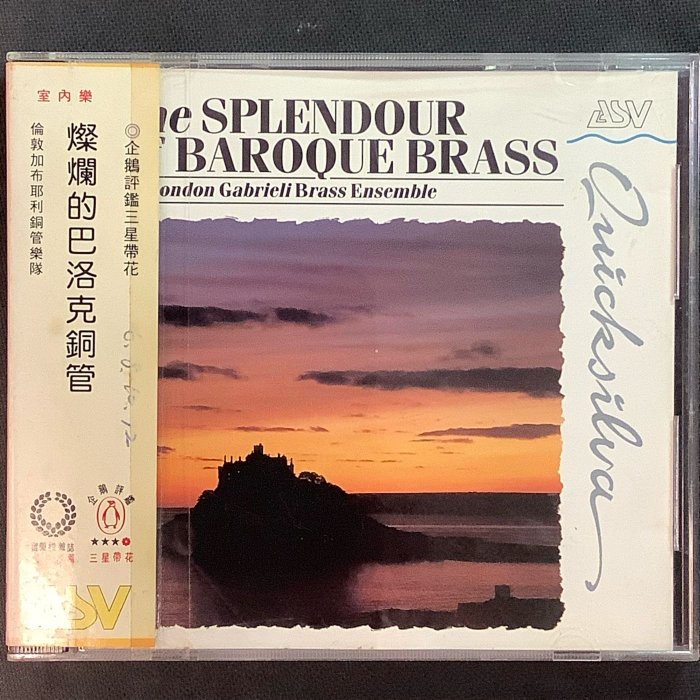 室內樂
燦爛的巴洛克銅管
倫敦加布耶利銅管樂隊
◎企鵝評鑑三星帶花
企鵝評鑑
★★★
三星帶花
ASV
he SPLENDOUR
F BAROQUE BRASS
ondon Gabrieli Brass Ensemble
ASV
Quicksilva